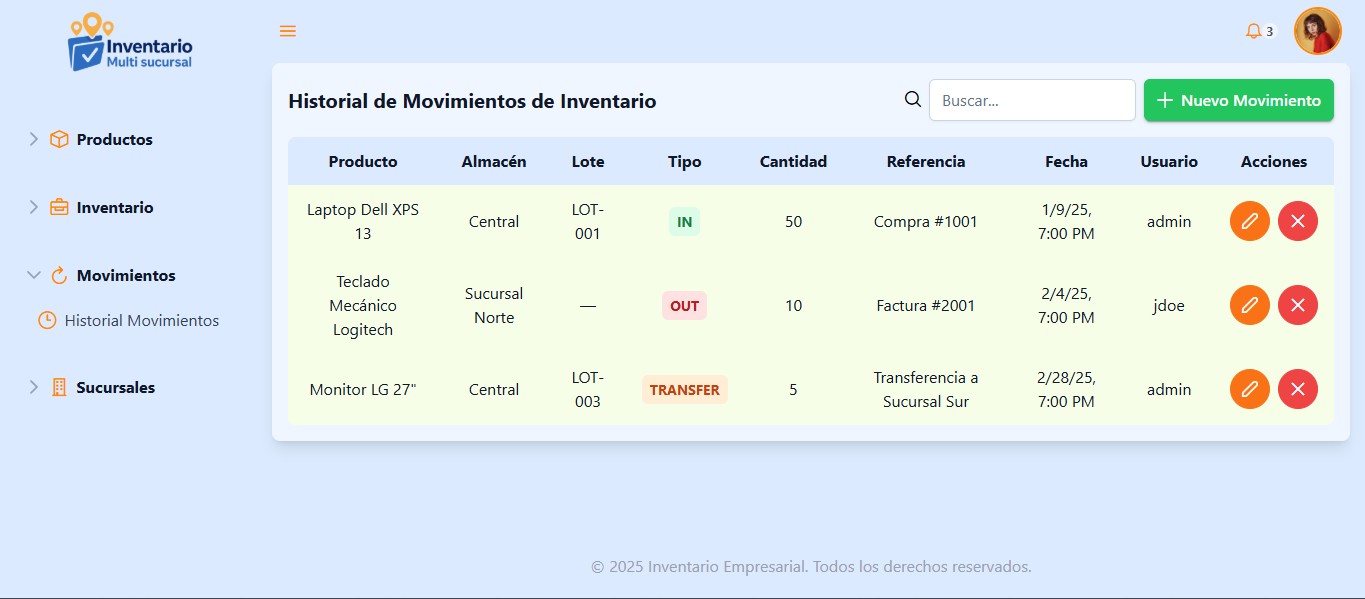 Inventario
Multi sucursal
3
Productos
Inventario
Movimientos
Historial Movimientos
Sucursales
Historial de Movimientos de Inventario
Buscar...
Nuevo Movimiento
Producto Almacén Lote Tipo Cantidad Referencia Fecha Usuario Acciones
Laptop Dell XPS
13
Central
LOT-
001
IN
50
Compra #1001
1/9/25,
7:00 PM
admin
Teclado
Mecánico
Logitech
Sucursal
Norte
—
OUT
10
Factura #2001
2/4/25,
7:00 PM
jdoe
Monitor LG 27"
Central
LOT-
003
TRANSFER
5
Transferencia a
Sucursal Sur
2/28/25,
7:00 PM
admin
© 2025 Inventario Empresarial. Todos los derechos reservados.